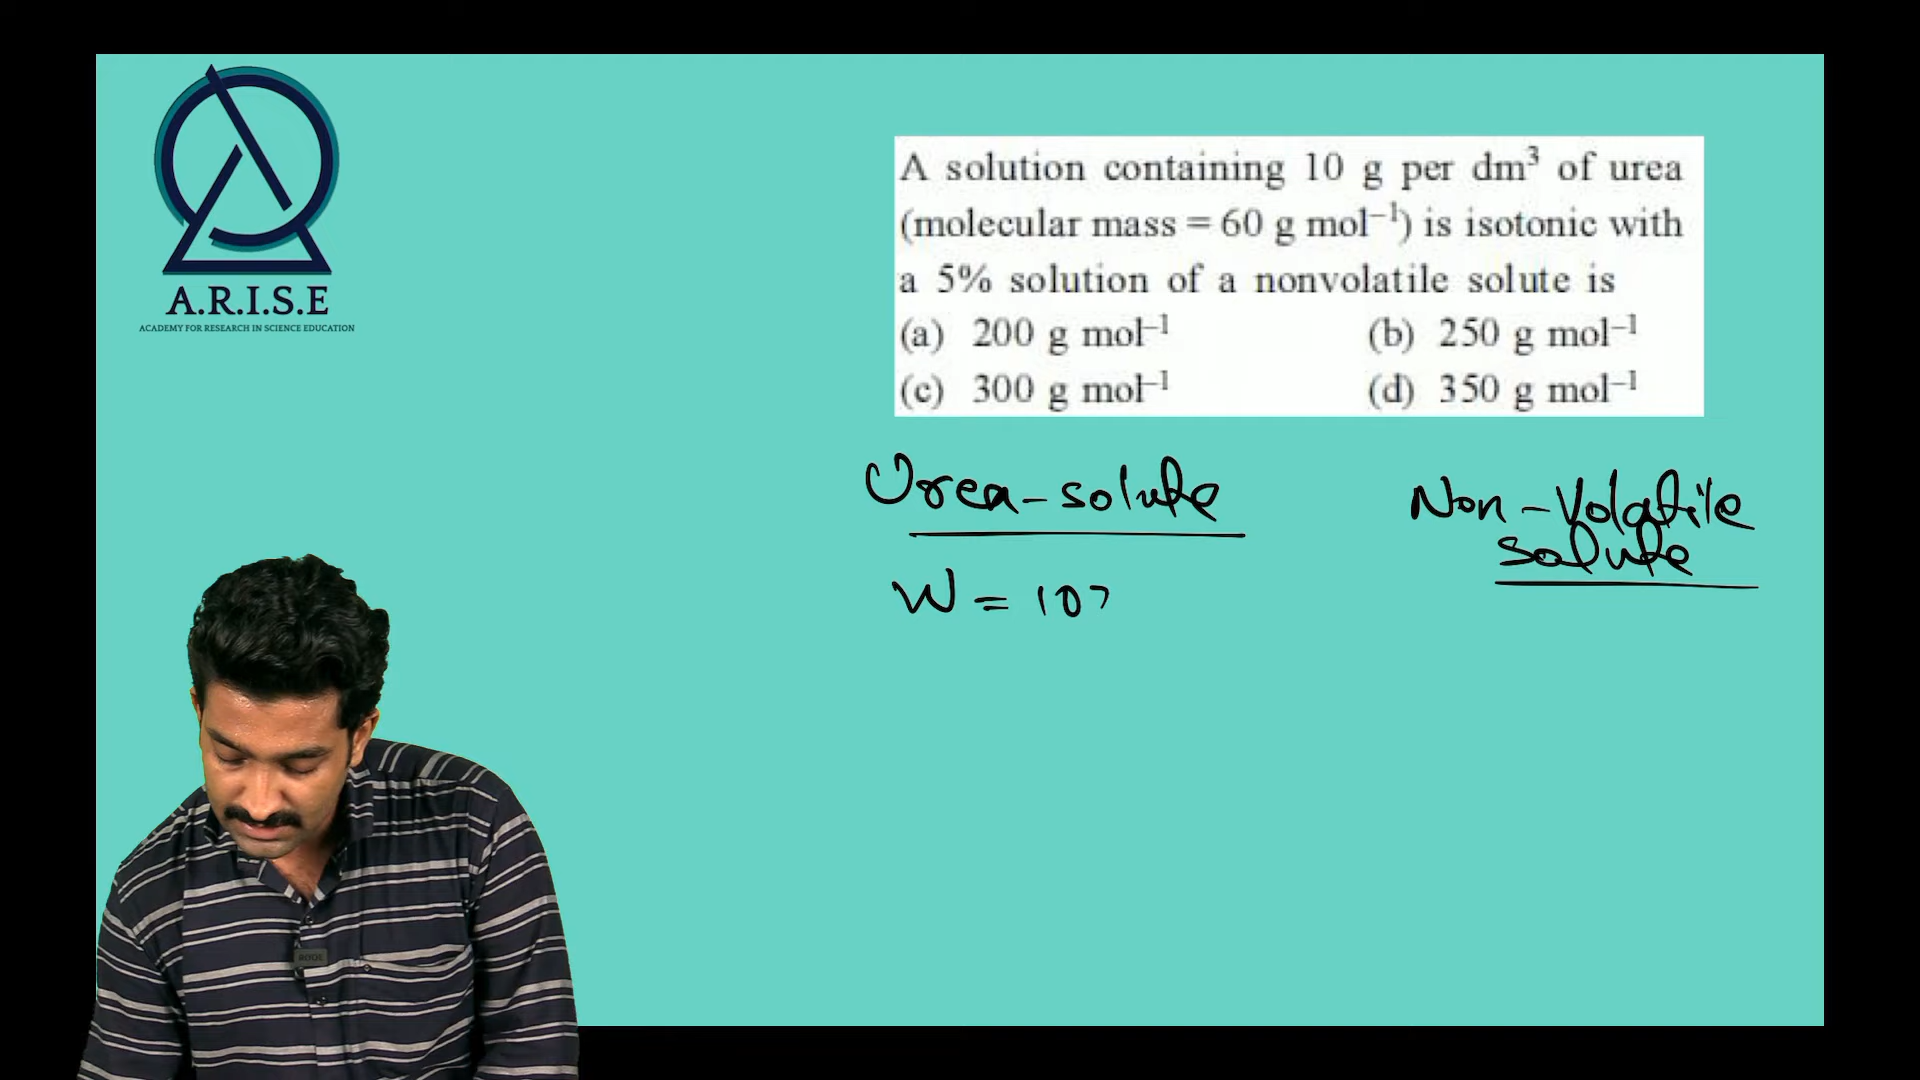 A.R.I.S.E
ACADEMY FOR RESEARCH IN SCIENCE EDUCATION
A solution containing 10 g per dm³ of urea
(molecular mass = 60 g mol⁻¹) is isotonic with
a 5% solution of a nonvolatile solute is
(a) 200 g mol⁻¹ (b) 250 g mol⁻¹
(c) 300 g mol⁻¹ (d) 350 g mol⁻¹
Urea-solute
W = 10
Non-Volatile
solute
RODE